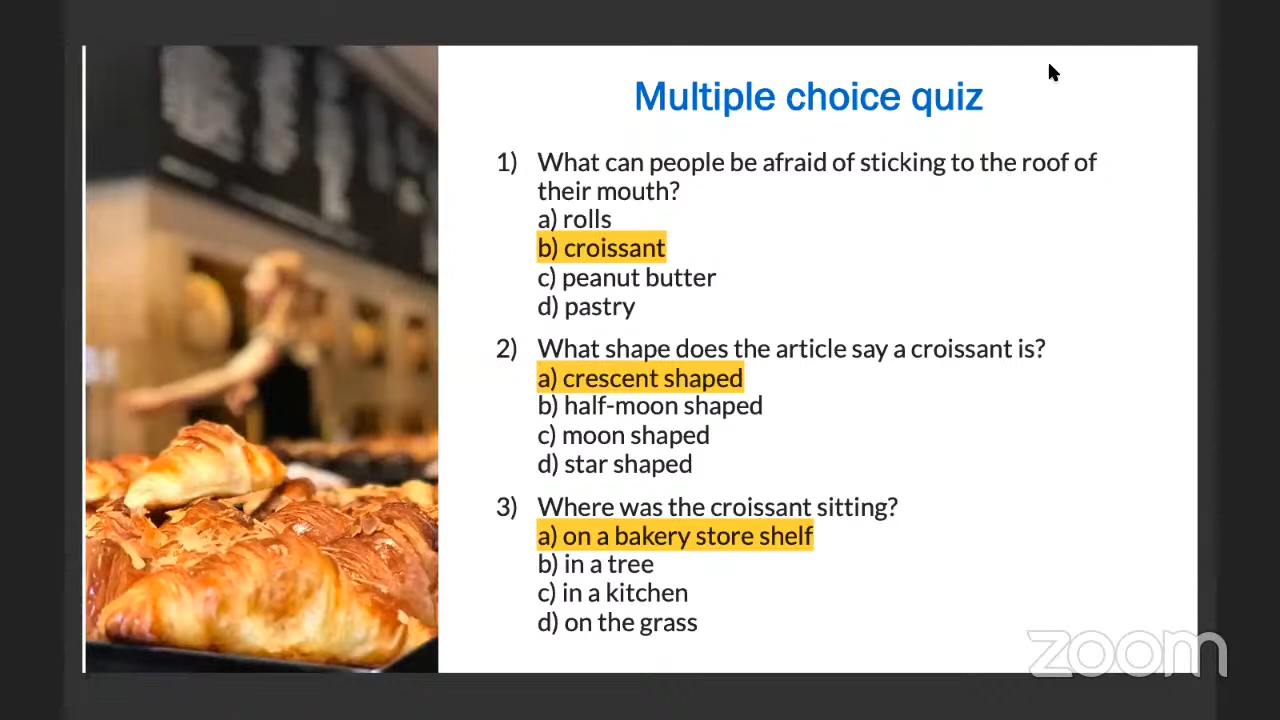 Multiple choice quiz
1) What can people be afraid of sticking to the roof of
their mouth?
a) rolls
b) croissant
c) peanut butter
d) pastry
2) What shape does the article say a croissant is?
a) crescent shaped
b) half-moon shaped
c) moon shaped
d) star shaped
3) Where was the croissant sitting?
a) on a bakery store shelf
b) in a tree
c) in a kitchen
d) on the grass
zoom